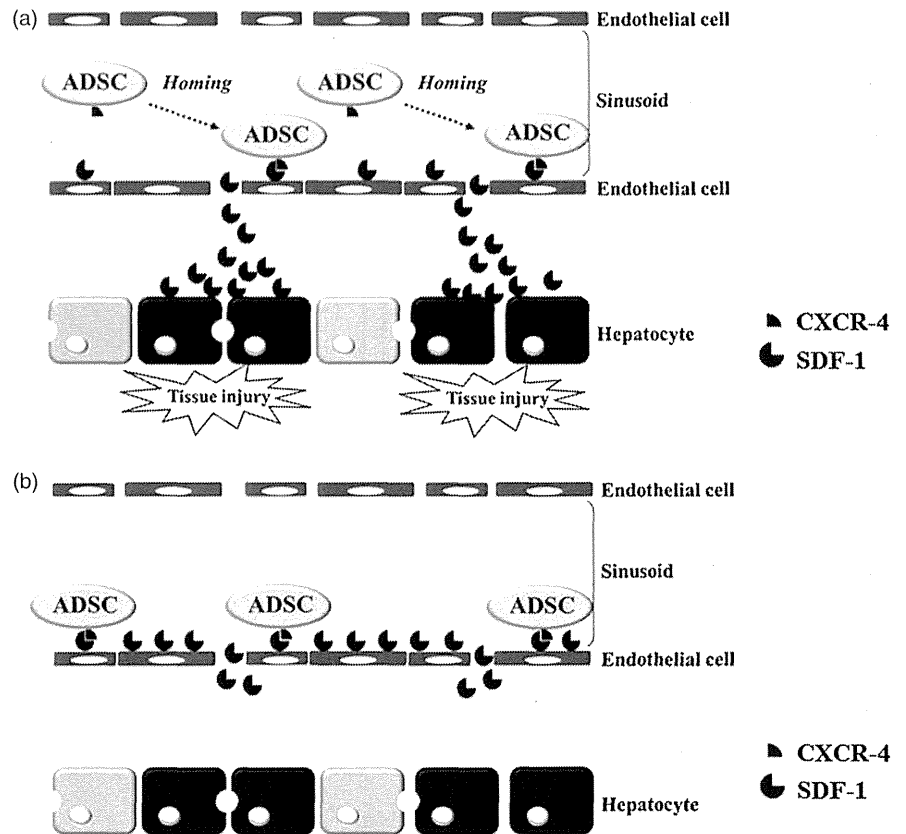 (a)
Endothelial cell
ADSC
Homing
ADSC
Homing
Sinusoid
ADSC
ADSC
Endothelial cell
Hepatocyte
CXCR-4
SDF-1
Tissue injury
Tissue injury
(b)
Endothelial cell
Sinusoid
ADSC
ADSC
ADSC
Endothelial cell
CXCR-4
SDF-1
Hepatocyte